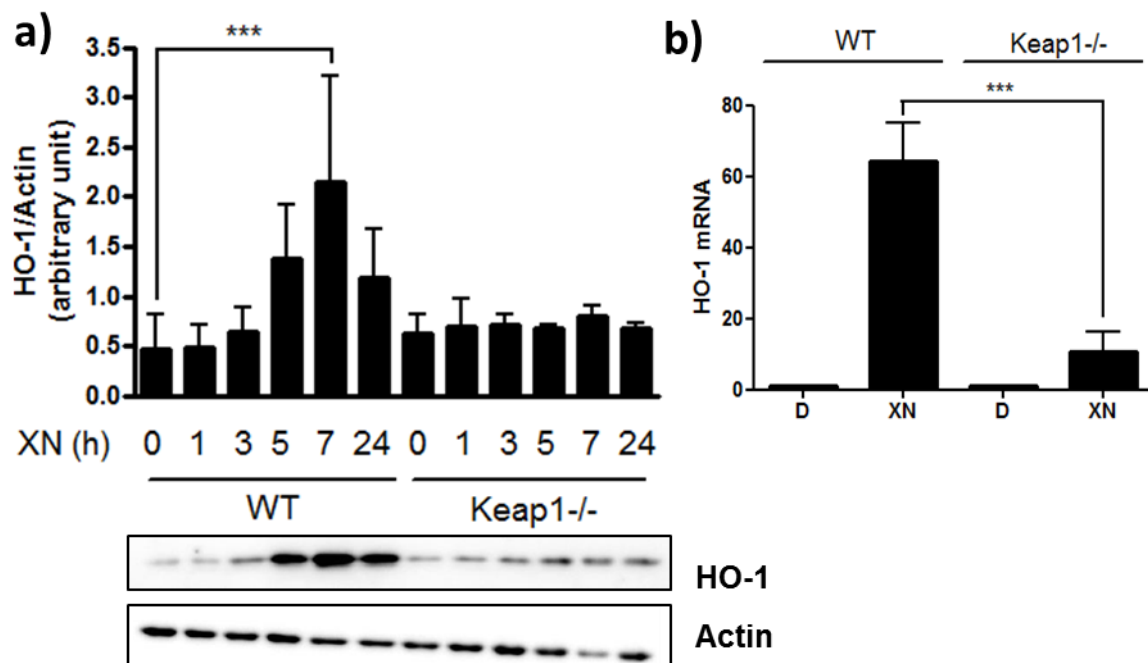 a)
***
3.5
3.0
2.5
2.0
1.5
1.0
0.5
0.0
HO-1/Actin
(arbitrary unit)
XN (h) 0 1 3 5 7 24 0 1 3 5 7 24
WT Keap1-/-
HO-1
Actin
b)
WT Keap1-/-
***
80
60
40
20
0
HO-1 mRNA
D XN D XN